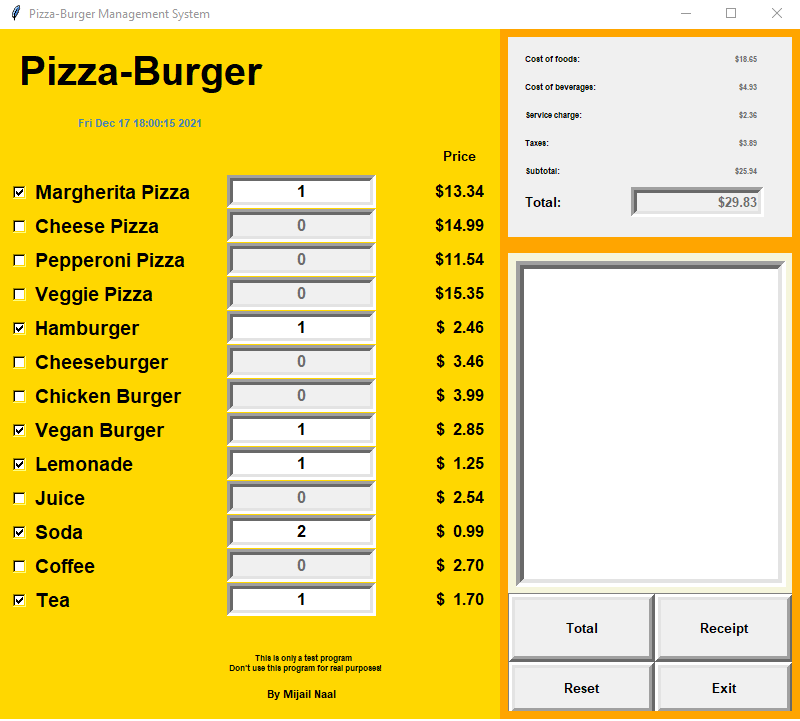 Pizza-Burger Management System
Pizza-Burger
Fri Dec 17 18:00:15 2021
Price
Margherita Pizza 1 $13.34
Cheese Pizza 0 $14.99
Pepperoni Pizza 0 $11.54
Veggie Pizza 0 $15.35
Hamburger 1 $ 2.46
Cheeseburger 0 $ 3.46
Chicken Burger 0 $ 3.99
Vegan Burger 1 $ 2.85
Lemonade 1 $ 1.25
Juice 0 $ 2.54
Soda 2 $ 0.99
Coffee 0 $ 2.70
Tea 1 $ 1.70
This is only a test program
Don't use this program for real purposes!
By Mijail Naal
Cost of foods: $18.65
Cost of beverages: $4.93
Service charge: $2.36
Taxes: $3.89
Subtotal: $25.94
Total: $29.83
Total Receipt
Reset Exit